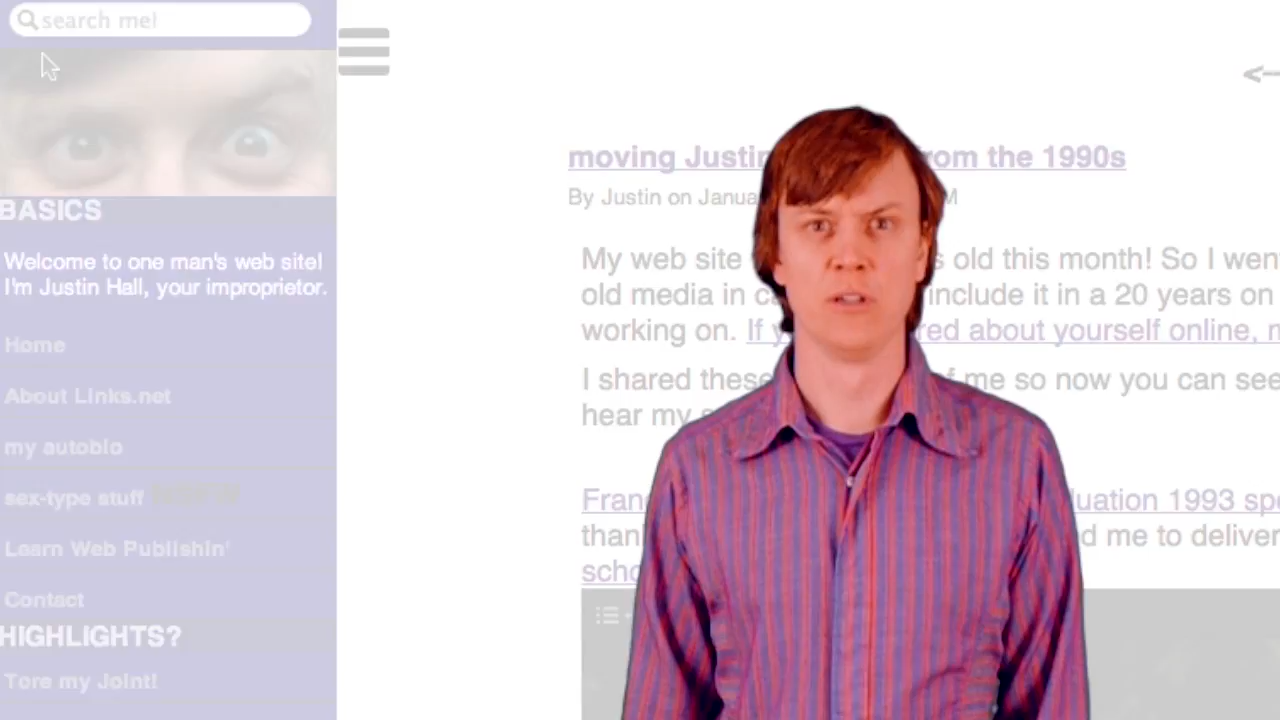 search me!
BASICS
Welcome to one man's web site!
I'm Justin Hall, your improprietor.
Home
About Links.net
my autobio
sex-type stuff
Learn Web Publishin'
Contact
HIGHLIGHTS?
Tore my Joint!
<--
moving Justin rom the 1990s
By Justin on Janua M
My web site s old this month! So I went
old media in include it in a 20 years on
working on. If y red about yourself online,
I shared these of me so now you can see
hear my
Fran uation 1993 spe
than d me to deliver
scho